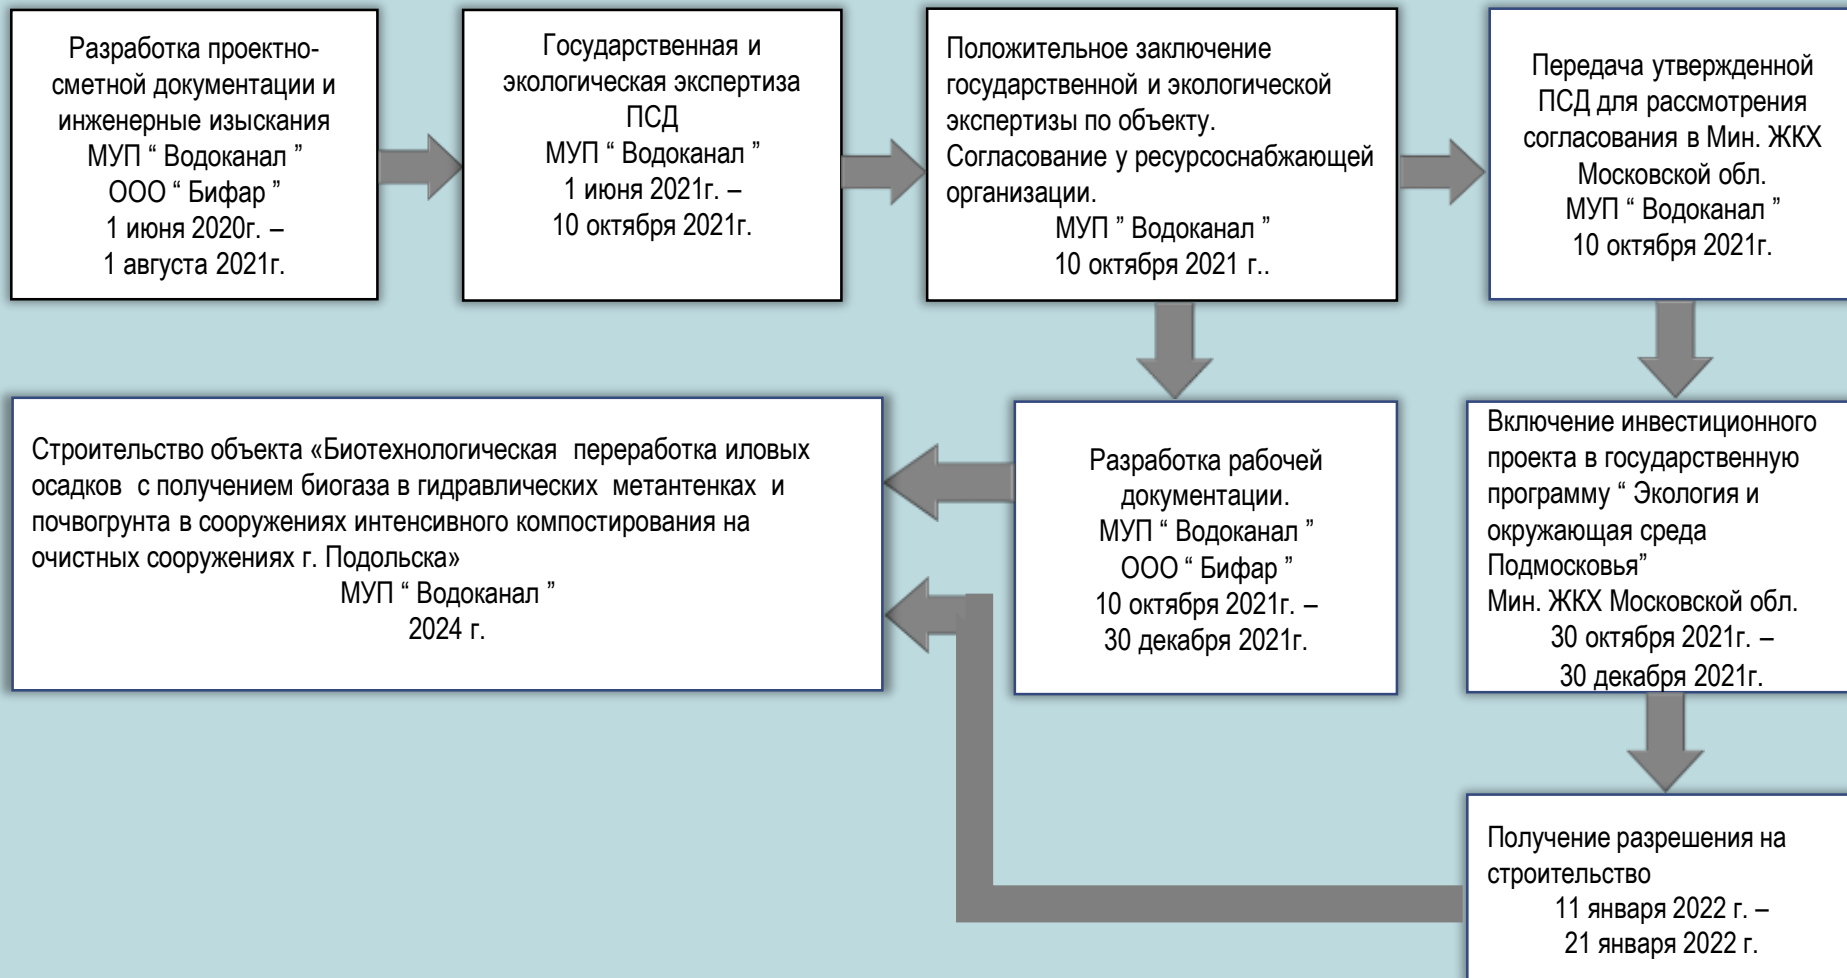 Разработка проектно-
сметной документации и
инженерные изыскания
МУП “ Водоканал ”
ООО “ Бифар ”
1 июня 2020г. –
1 августа 2021г.
Государственная и
экологическая экспертиза
ПСД
МУП “ Водоканал ”
1 июня 2021г. –
10 октября 2021г.
Положительное заключение
государственной и экологической
экспертизы по объекту.
Согласование у ресурсоснабжающей
организации.
МУП ” Водоканал ”
10 октября 2021 г..
Передача утвержденной
ПСД для рассмотрения
согласования в Мин. ЖКХ
Московской обл.
МУП “ Водоканал ”
10 октября 2021г.
Строительство объекта «Биотехнологическая переработка иловых
осадков с получением биогаза в гидравлических метантенках и
почвогрунта в сооружениях интенсивного компостирования на
очистных сооружениях г. Подольска»
МУП “ Водоканал ”
2024 г.
Разработка рабочей
документации.
МУП “ Водоканал ”
ООО “ Бифар ”
10 октября 2021г. –
30 декабря 2021г.
Включение инвестиционного
проекта в государственную
программу “ Экология и
окружающая среда
Подмосковья”
Мин. ЖКХ Московской обл.
30 октября 2021г. –
30 декабря 2021г.
Получение разрешения на
строительство
11 января 2022 г. –
21 января 2022 г.